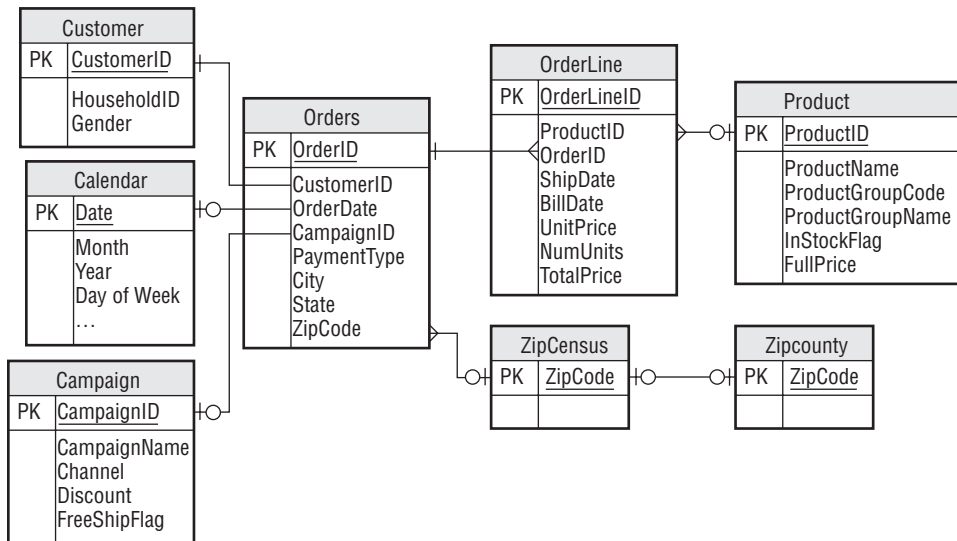 Customer
PK CustomerID
HouseholdID
Gender
Calendar
PK Date
Month
Year
Day of Week
...
Campaign
PK CampaignID
CampaignName
Channel
Discount
FreeShipFlag
Orders
PK OrderID
CustomerID
OrderDate
CampaignID
PaymentType
City
State
ZipCode
OrderLine
PK OrderLineID
ProductID
OrderID
ShipDate
BillDate
UnitPrice
NumUnits
TotalPrice
Product
PK ProductID
ProductName
ProductGroupCode
ProductGroupName
InStockFlag
FullPrice
ZipCensus
PK ZipCode
Zipcounty
PK ZipCode